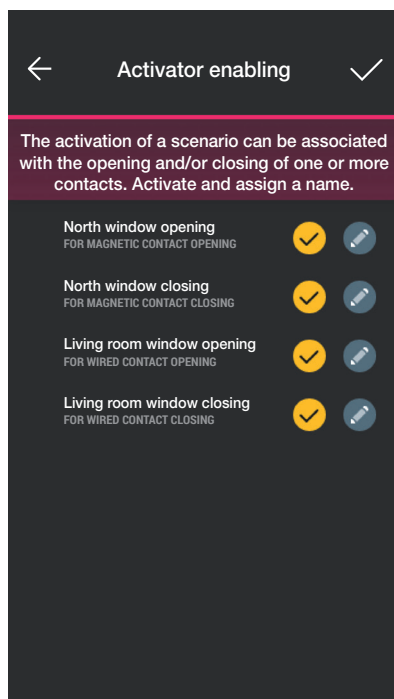 Activator enabling
The activation of a scenario can be associated
with the opening and/or closing of one or more
contacts. Activate and assign a name.
North window opening
FOR MAGNETIC CONTACT OPENING
North window closing
FOR MAGNETIC CONTACT CLOSING
Living room window opening
FOR WIRED CONTACT OPENING
Living room window closing
FOR WIRED CONTACT CLOSING